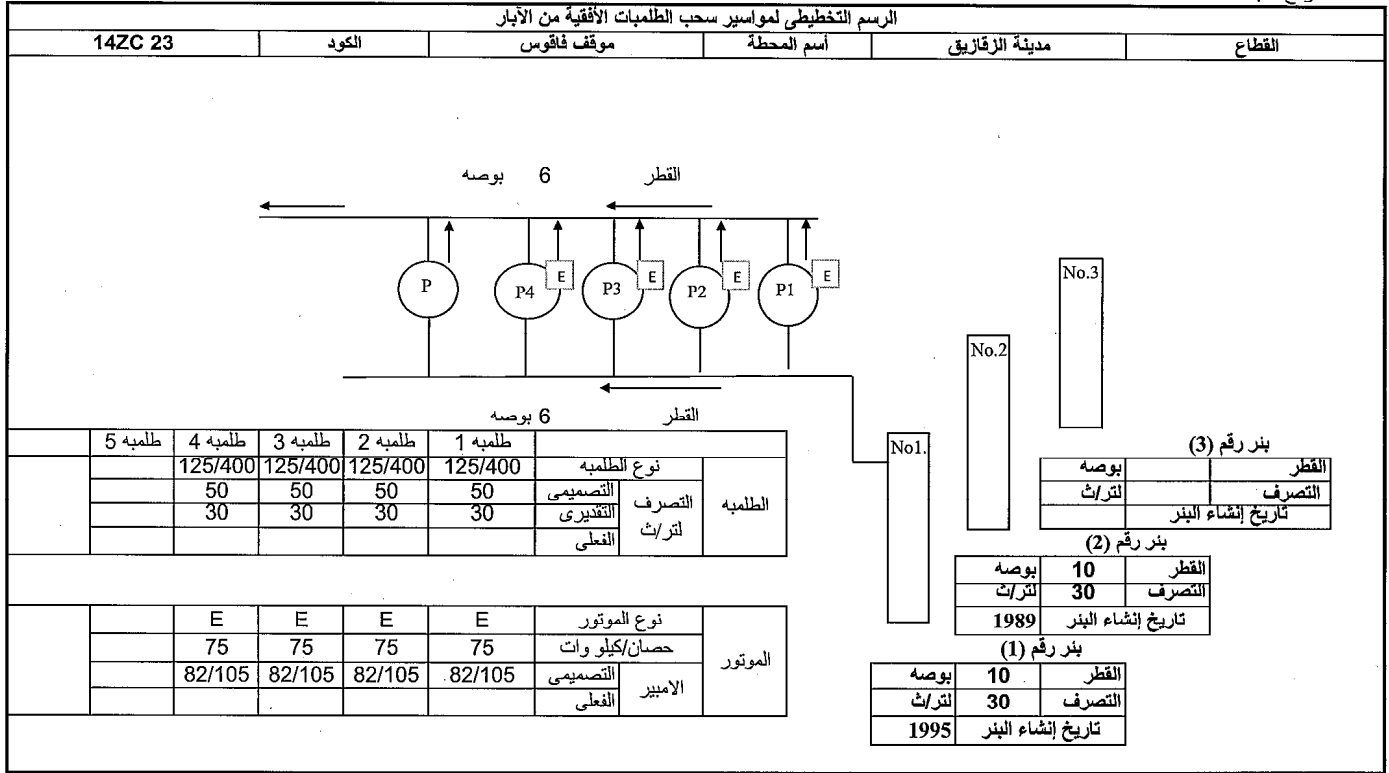 الرسم التخطيطى لمواسير سحب الطلمبات الأفقية من الآبار
القطاع مدينة الزقازيق أسم المحطة موقف فاقوس الكود 14ZC 23
القطر 6 بوصه
E E E E
P P4 P3 P2 P1
No.3
No.2
No1.
القطر 6 بوصه
طلمبه 1 طلمبه 2 طلمبه 3 طلمبه 4 طلمبه 5
الطلمبه
نوع الطلمبه 125/400 125/400 125/400 125/400
التصرف لتر/ث
التصميمى 50 50 50 50
التقديرى 30 30 30 30
الفعلى
الموتور
نوع الموتور E E E E
حصان/كيلو وات 75 75 75 75
الامبير
التصميمى 82/105 82/105 82/105 82/105
الفعلى
بئر رقم (3)
القطر بوصه
التصرف لتر/ث
تاريخ إنشاء البئر
بئر رقم (2)
القطر 10 بوصه
التصرف 30 لتر/ث
تاريخ إنشاء البئر 1989
بئر رقم (1)
القطر 10 بوصه
التصرف 30 لتر/ث
تاريخ إنشاء البئر 1995